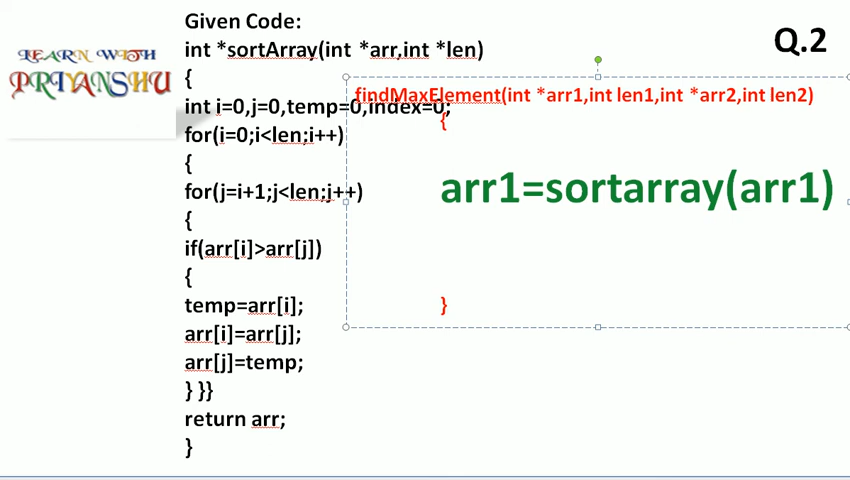 LEARN WITH
PRIYANSHU
Q.2
Given Code:
int *sortArray(int *arr,int *len)
{
int i=0,j=0,temp=0,index=0;
for(i=0;i<len;i++)
{
for(j=i+1;j<len;j++)
{
if(arr[i]>arr[j])
{
temp=arr[i];
arr[i]=arr[j];
arr[j]=temp;
} }}
return arr;
}
findMaxElement(int *arr1,int len1,int *arr2,int len2)
{
arr1=sortarray(arr1)
}